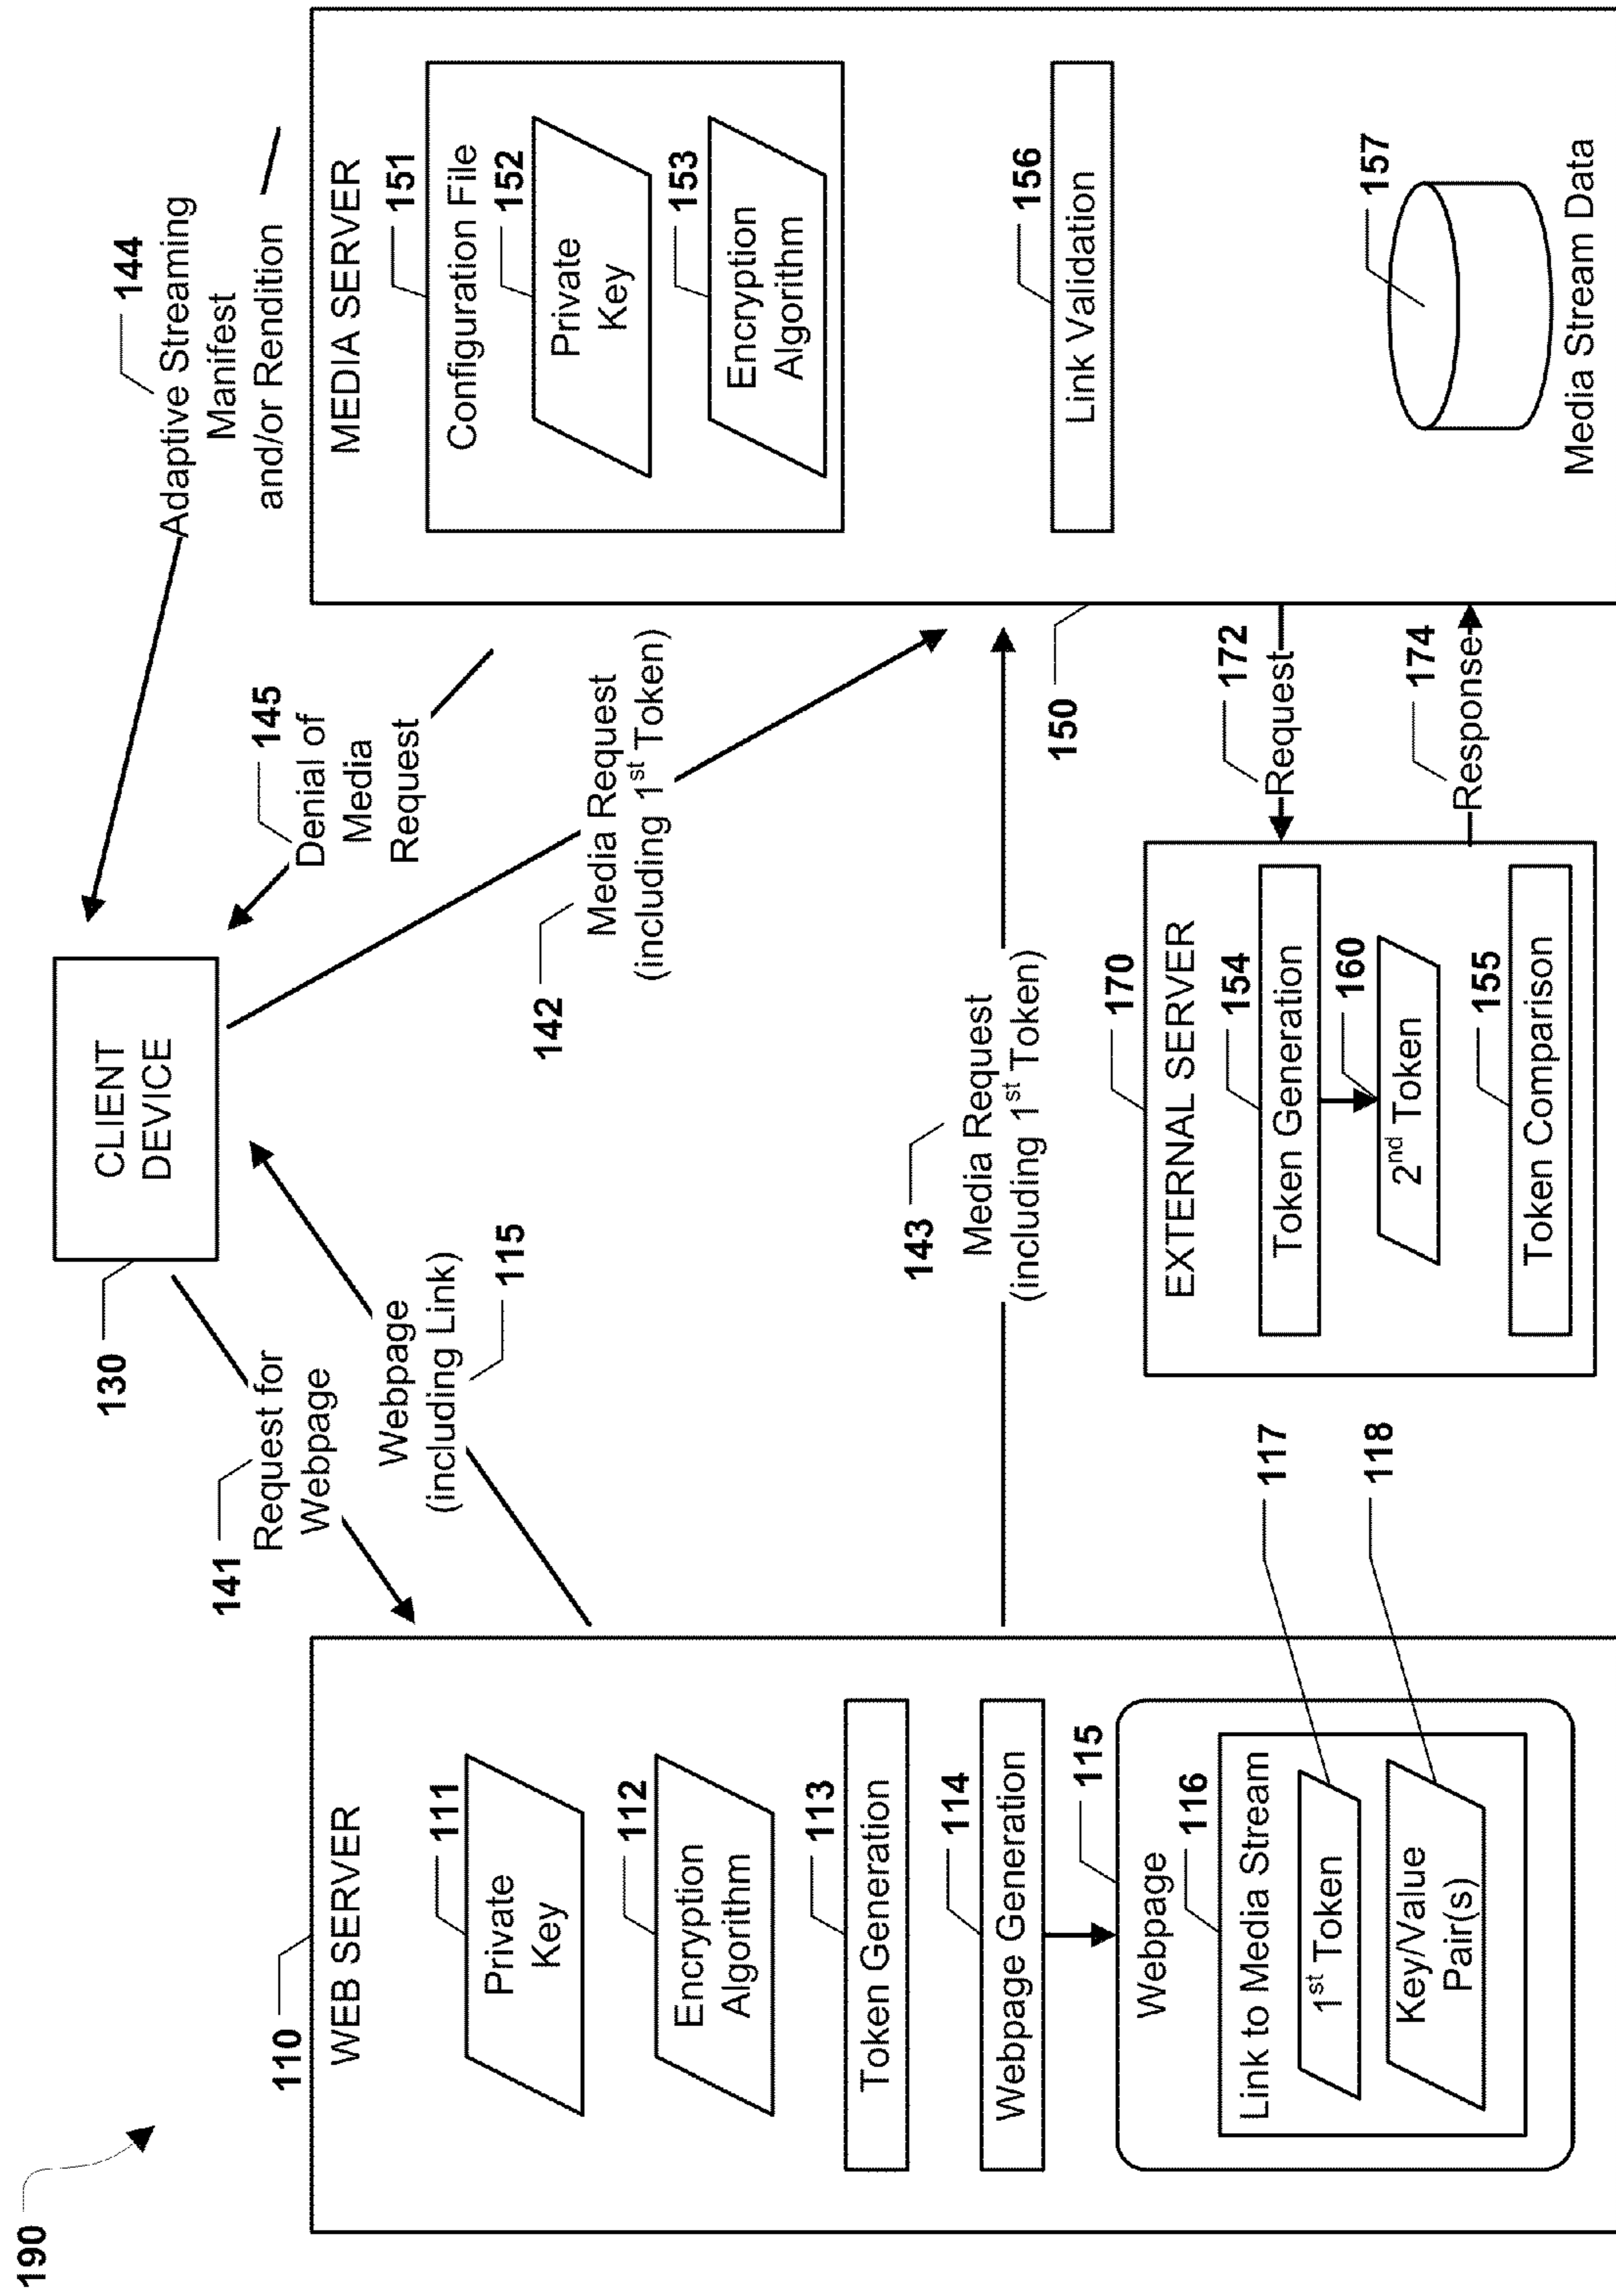 190
CLIENT
DEVICE
130
141
Request for
Webpage
Webpage
(including Link)
115
145
Denial of
Media
Request
144
Adaptive Streaming
Manifest
and/or Rendition
142
Media Request
(including 1st Token)
143
Media Request
(including 1st Token)
110
WEB SERVER
111
Private
Key
112
Encryption
Algorithm
113
Token Generation
114
Webpage Generation
115
Webpage
116
Link to Media Stream
1st Token
117
Key/Value
Pair(s)
118
170
EXTERNAL SERVER
154
Token Generation
160
2nd Token
155
Token Comparison
172
Request
174
Response
150
MEDIA SERVER
151
Configuration File
152
Private
Key
153
Encryption
Algorithm
156
Link Validation
157
Media Stream Data